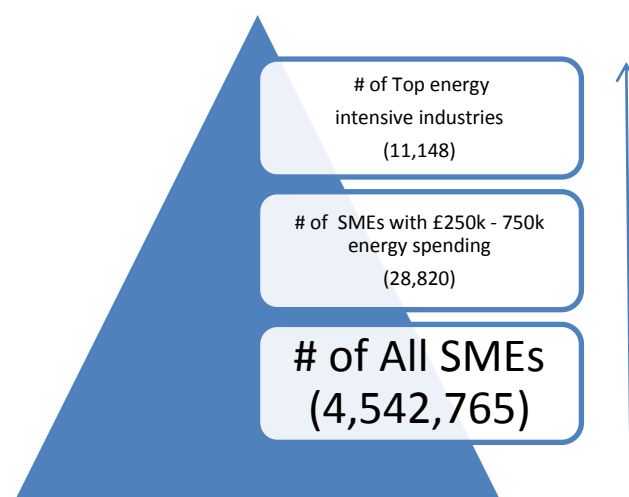 # of Top energy
intensive industries
(11,148)
# of SMEs with £250k - 750k
energy spending
(28,820)
# of All SMEs
(4,542,765)